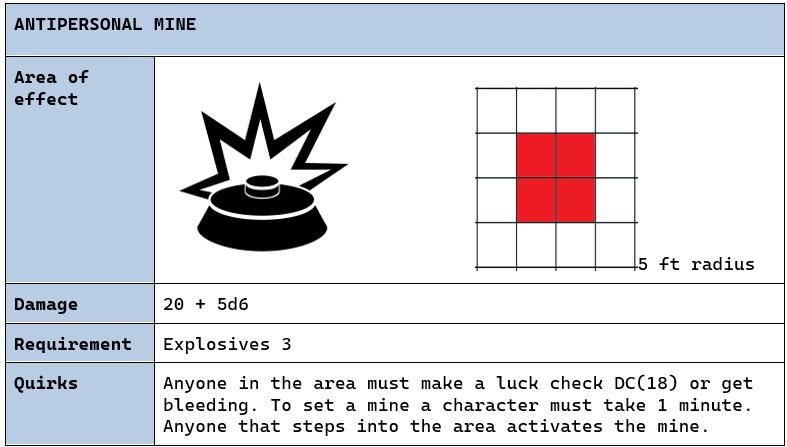 ANTIPERSONAL MINE
Area of
effect
5 ft radius
Damage
20 + 5d6
Requirement
Explosives 3
Quirks
Anyone in the area must make a luck check DC(18) or get
bleeding. To set a mine a character must take 1 minute.
Anyone that steps into the area activates the mine.